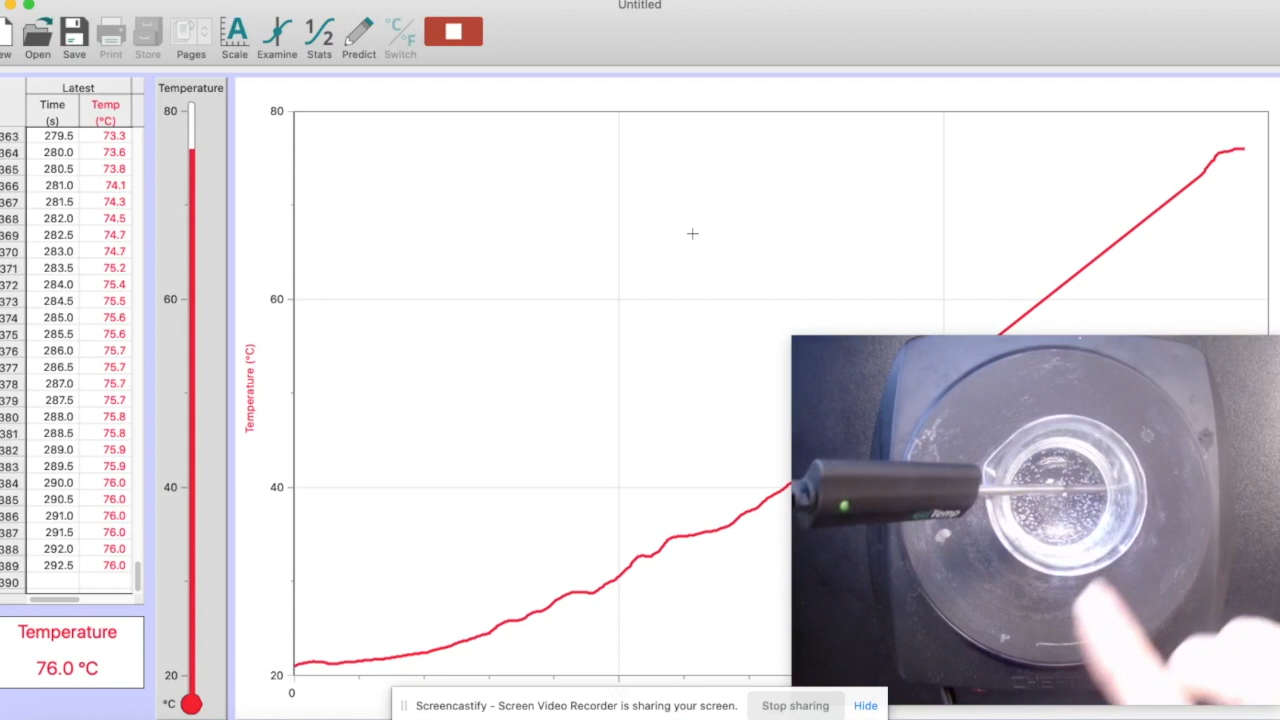 Untitled
ew Open Save Print Store Pages Scale Examine Stats Predict Switch
A 1/2 °C/°F
Latest
Time Temp
(s) (°C)
363 279.5 73.3
364 280.0 73.6
365 280.5 73.8
366 281.0 74.1
367 281.5 74.3
368 282.0 74.5
369 282.5 74.7
370 283.0 74.7
371 283.5 75.2
372 284.0 75.4
373 284.5 75.5
374 285.0 75.6
375 285.5 75.6
376 286.0 75.7
377 286.5 75.7
378 287.0 75.7
379 287.5 75.7
380 288.0 75.8
381 288.5 75.8
382 289.0 75.9
383 289.5 75.9
384 290.0 76.0
385 290.5 76.0
386 291.0 76.0
387 291.5 76.0
388 292.0 76.0
389 292.5 76.0
390
Temperature
76.0 °C
Temperature
80
60
40
20
°C
Temperature (°C)
80
60
40
20
0
Temp
Screencastify - Screen Video Recorder is sharing your screen. Stop sharing Hide